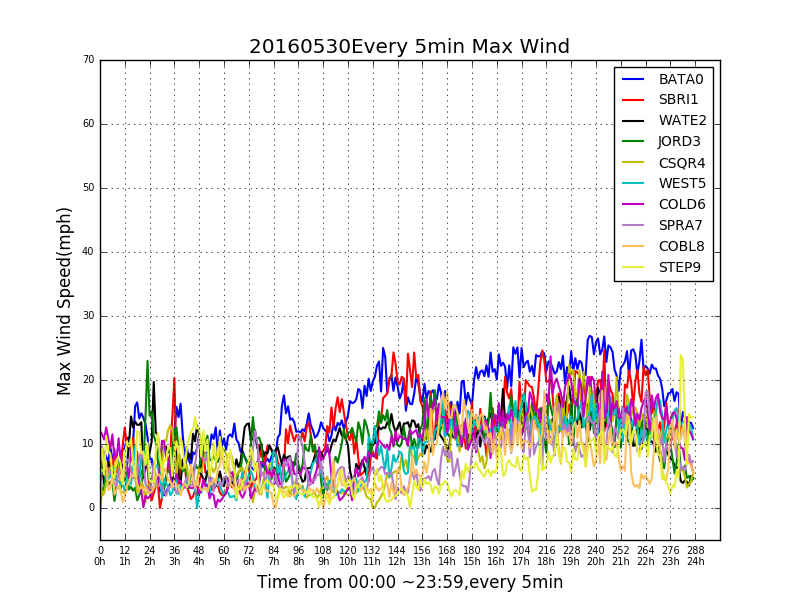 20160530Every 5min Max Wind
70
60
50
40
30
20
10
0
Max Wind Speed(mph)
BATA0
SBRI1
WATE2
JORD3
CSQR4
WEST5
COLD6
SPRA7
COBL8
STEP9
0 12 24 36 48 60 72 84 96 108 120 132 144 156 168 180 192 204 216 228 240 252 264 276 288
0h 1h 2h 3h 4h 5h 6h 7h 8h 9h 10h 11h 12h 13h 14h 15h 16h 17h 18h 19h 20h 21h 22h 23h 24h
Time from 00:00 ~23:59,every 5min